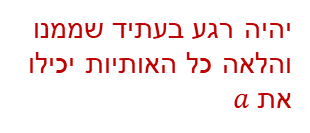 יהיה רגע בעתיד שממנו
והלאה כל האותיות יכילו
את a